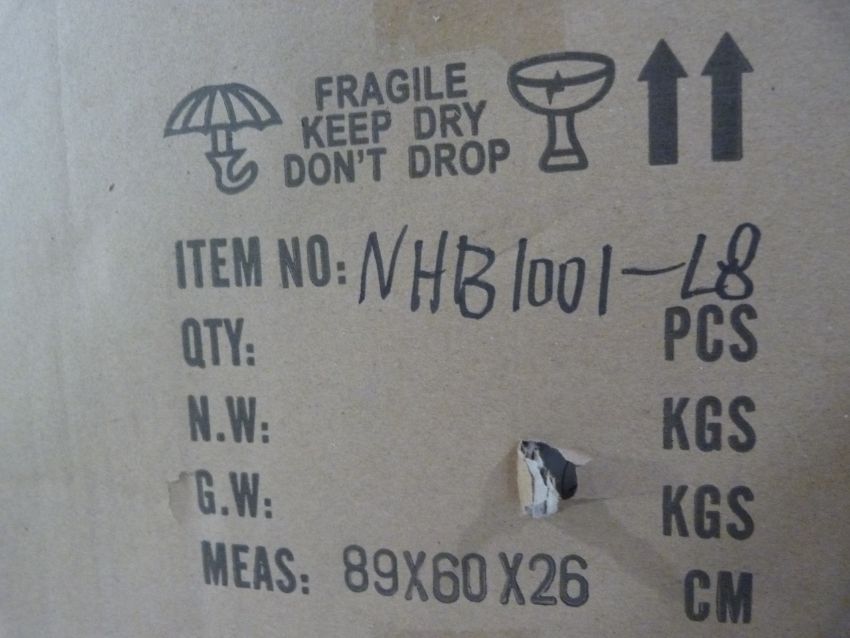 FRAGILE
KEEP DRY
DON'T DROP
ITEM NO: NHB1001-L8
QTY: PCS
N.W: KGS
G.W: KGS
MEAS: 89X60X26 CM